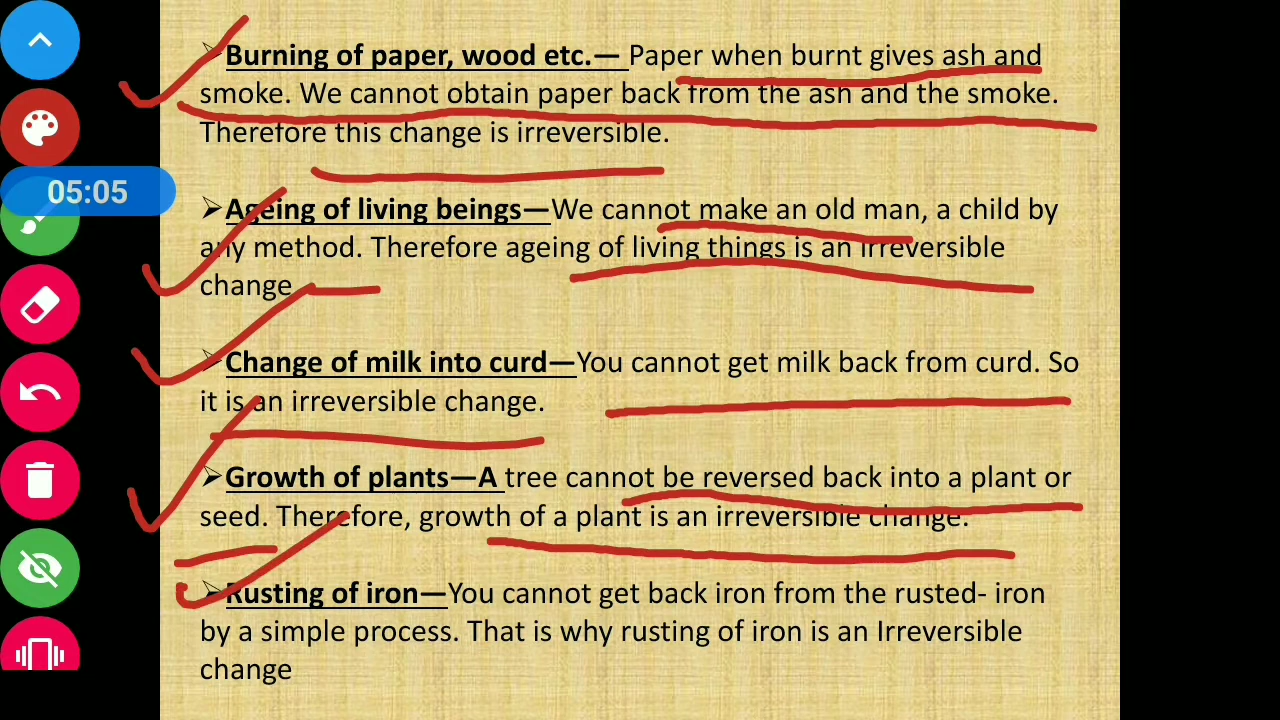 ➢Burning of paper, wood etc.— Paper when burnt gives ash and
smoke. We cannot obtain paper back from the ash and the smoke.
Therefore this change is irreversible.
05:05
➢Ageing of living beings—We cannot make an old man, a child by
any method. Therefore ageing of living things is an irreversible
change
➢Change of milk into curd—You cannot get milk back from curd. So
it is an irreversible change.
➢Growth of plants—A tree cannot be reversed back into a plant or
seed. Therefore, growth of a plant is an irreversible change.
➢Rusting of iron—You cannot get back iron from the rusted- iron
by a simple process. That is why rusting of iron is an Irreversible
change